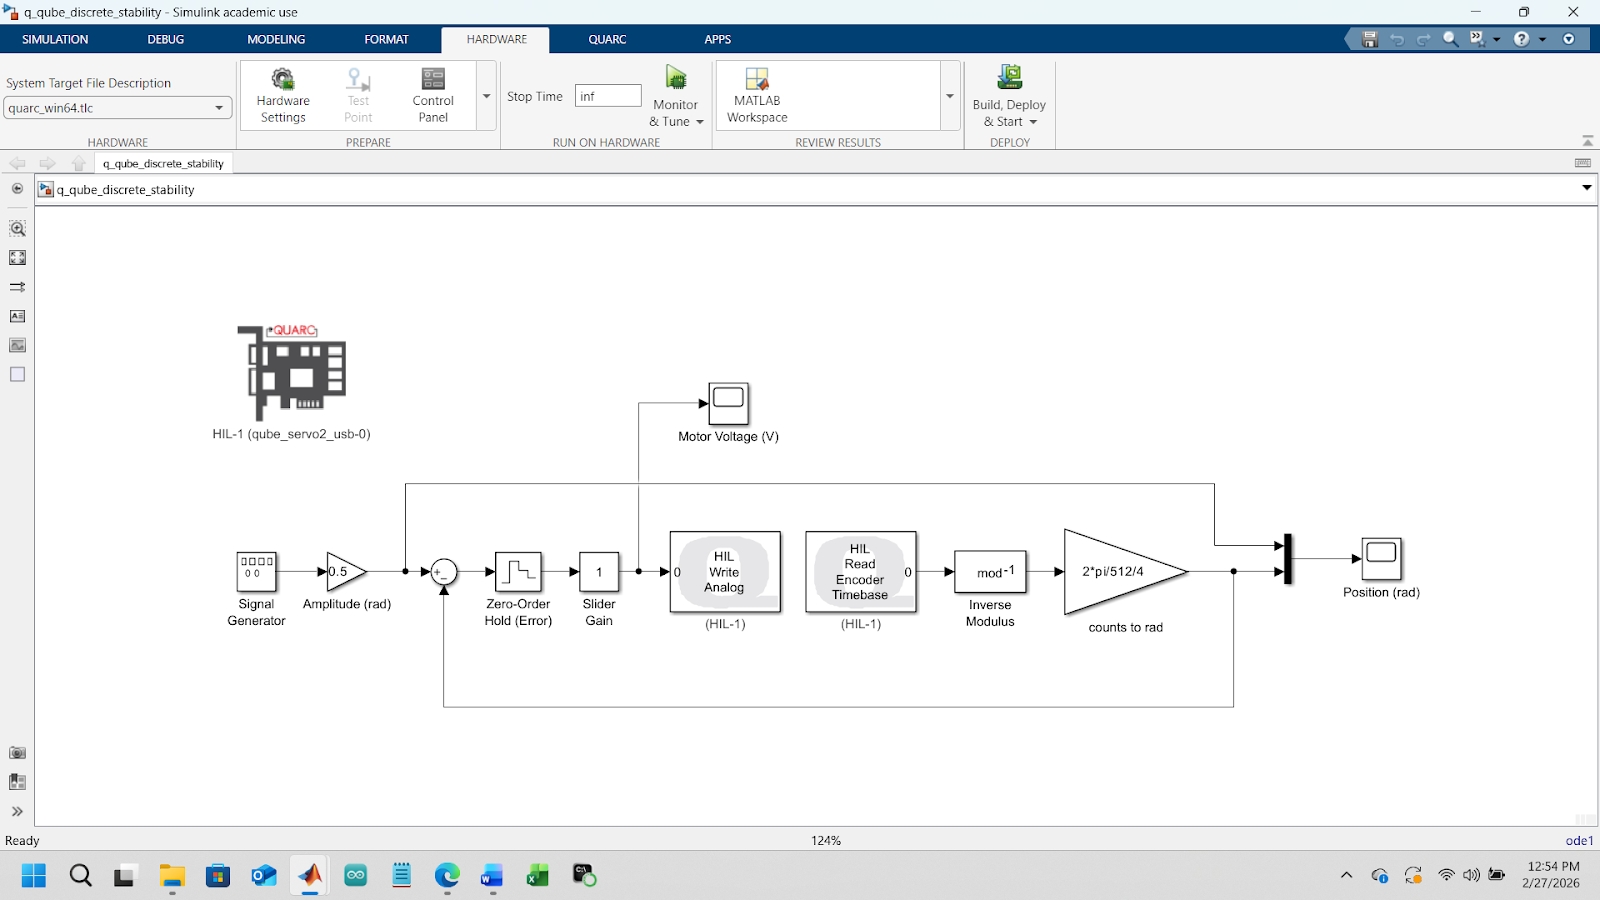 q_qube_discrete_stability - Simulink academic use
SIMULATION DEBUG MODELING FORMAT HARDWARE QUARC APPS
System Target File Description
quarc_win64.tlc
HARDWARE
Hardware
Settings
Test
Point
Control
Panel
PREPARE
Stop Time inf
Monitor
& Tune
RUN ON HARDWARE
MATLAB
Workspace
REVIEW RESULTS
Build, Deploy
& Start
DEPLOY
q_qube_discrete_stability
q_qube_discrete_stability
QUARC
HIL-1 (qube_servo2_usb-0)
Motor Voltage (V)
Signal
Generator
0.5
Amplitude (rad)
+
-
Zero-Order
Hold (Error)
1
Slider
Gain
0
HIL
Write
Analog
(HIL-1)
HIL
Read
Encoder
Timebase
0
(HIL-1)
mod-1
Inverse
Modulus
2*pi/512/4
counts to rad
Position (rad)
Ready 124% ode1
12:54 PM
2/27/2026